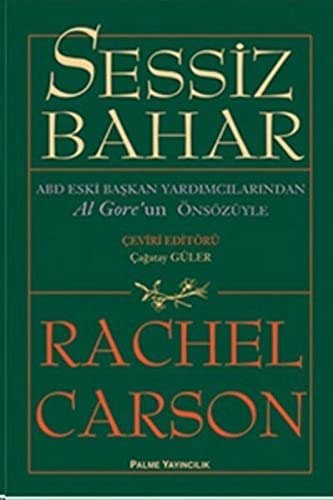 SESSİZ
BAHAR
ABD ESKİ BAŞKAN YARDIMCILARINDAN
Al Gore'un ÖNSÖZÜYLE
ÇEVİRİ EDİTÖRÜ
Çağatay GÜLER
RACHEL
CARSON
PALME YAYINCILIK